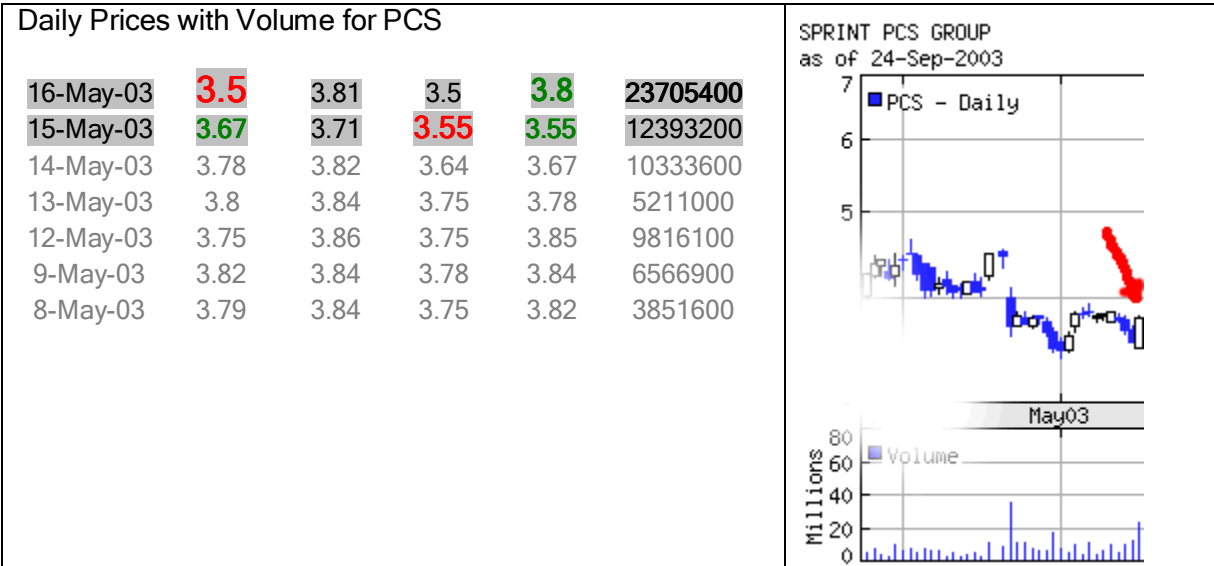 Daily Prices with Volume for PCS
16-May-03 3.5 3.81 3.5 3.8 23705400
15-May-03 3.67 3.71 3.55 3.55 12393200
14-May-03 3.78 3.82 3.64 3.67 10333600
13-May-03 3.8 3.84 3.75 3.78 5211000
12-May-03 3.75 3.86 3.75 3.85 9816100
9-May-03 3.82 3.84 3.78 3.84 6566900
8-May-03 3.79 3.84 3.75 3.82 3851600
SPRINT PCS GROUP
as of 24-Sep-2003
7
PCS - Daily
6
5
May03
80
Volume
60
40
20
0
Millions